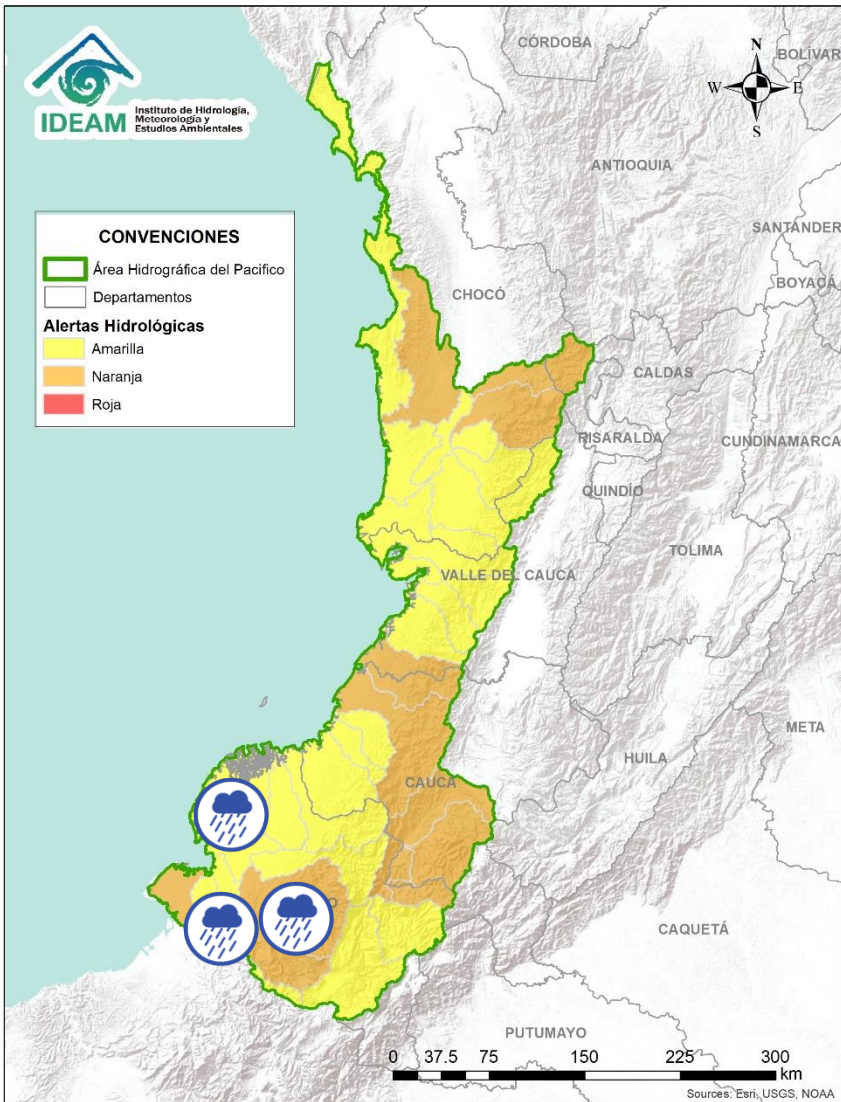 IDEAM
Instituto de Hidrología,
Meteorología y
Estudios Ambientales
CONVENCIONES
Área Hidrográfica del Pacifico
Departamentos
Alertas Hidrológicas
Amarilla
Naranja
Roja
N
W E
S
CÓRDOBA
BOLÍVAR
ANTIOQUIA
SANTANDER
BOYACÁ
CHOCÓ
CALDAS
RISARALDA
CUNDINAMARCA
QUINDÍO
TOLIMA
VALLE DEL CAUCA
META
HUILA
CAUCA
CAQUETÁ
PUTUMAYO
0 37.5 75 150 225 300
km
Sources: Esri, USGS, NOAA